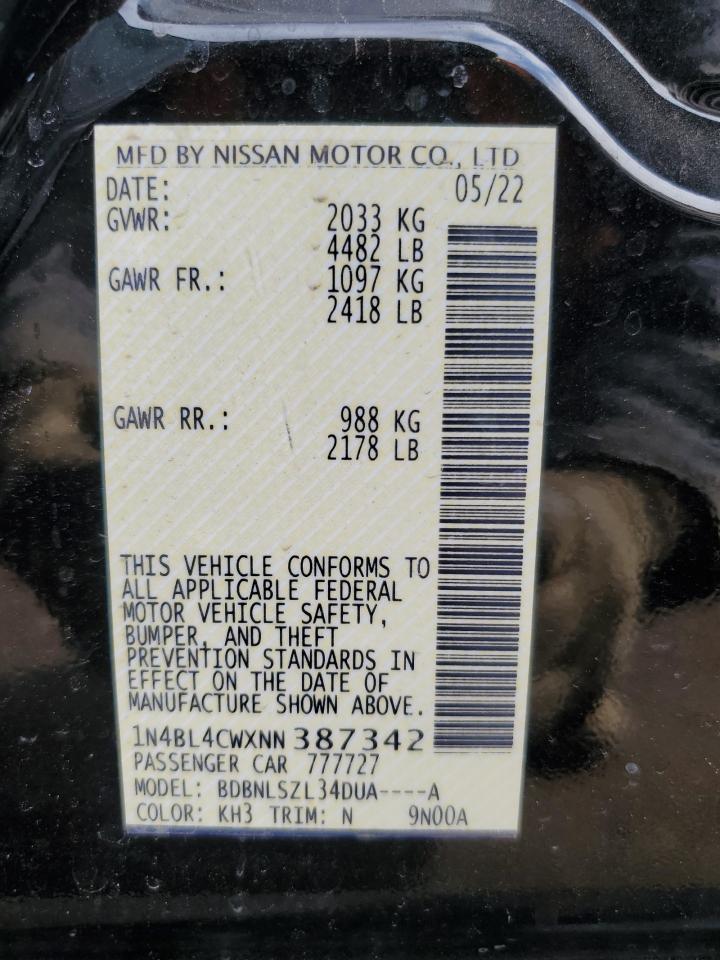 MFD BY NISSAN MOTOR CO., LTD
DATE: 05/22
GVWR: 2033 KG
4482 LB
GAWR FR.: 1097 KG
2418 LB
GAWR RR.: 988 KG
2178 LB
THIS VEHICLE CONFORMS TO
ALL APPLICABLE FEDERAL
MOTOR VEHICLE SAFETY,
BUMPER, AND THEFT
PREVENTION STANDARDS IN
EFFECT ON THE DATE OF
MANUFACTURE SHOWN ABOVE.
1N4BL4CWXNN387342
PASSENGER CAR 777727
MODEL: BDBNLSZL34DUA----A
COLOR: KH3 TRIM: N 9N00A